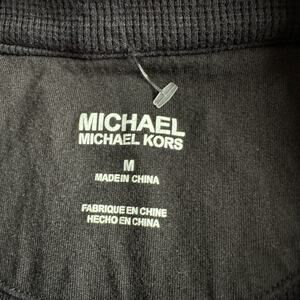 MICHAEL
MICHAEL KORS
M
MADE IN CHINA
FABRIQUE EN CHINE
HECHO EN CHINA